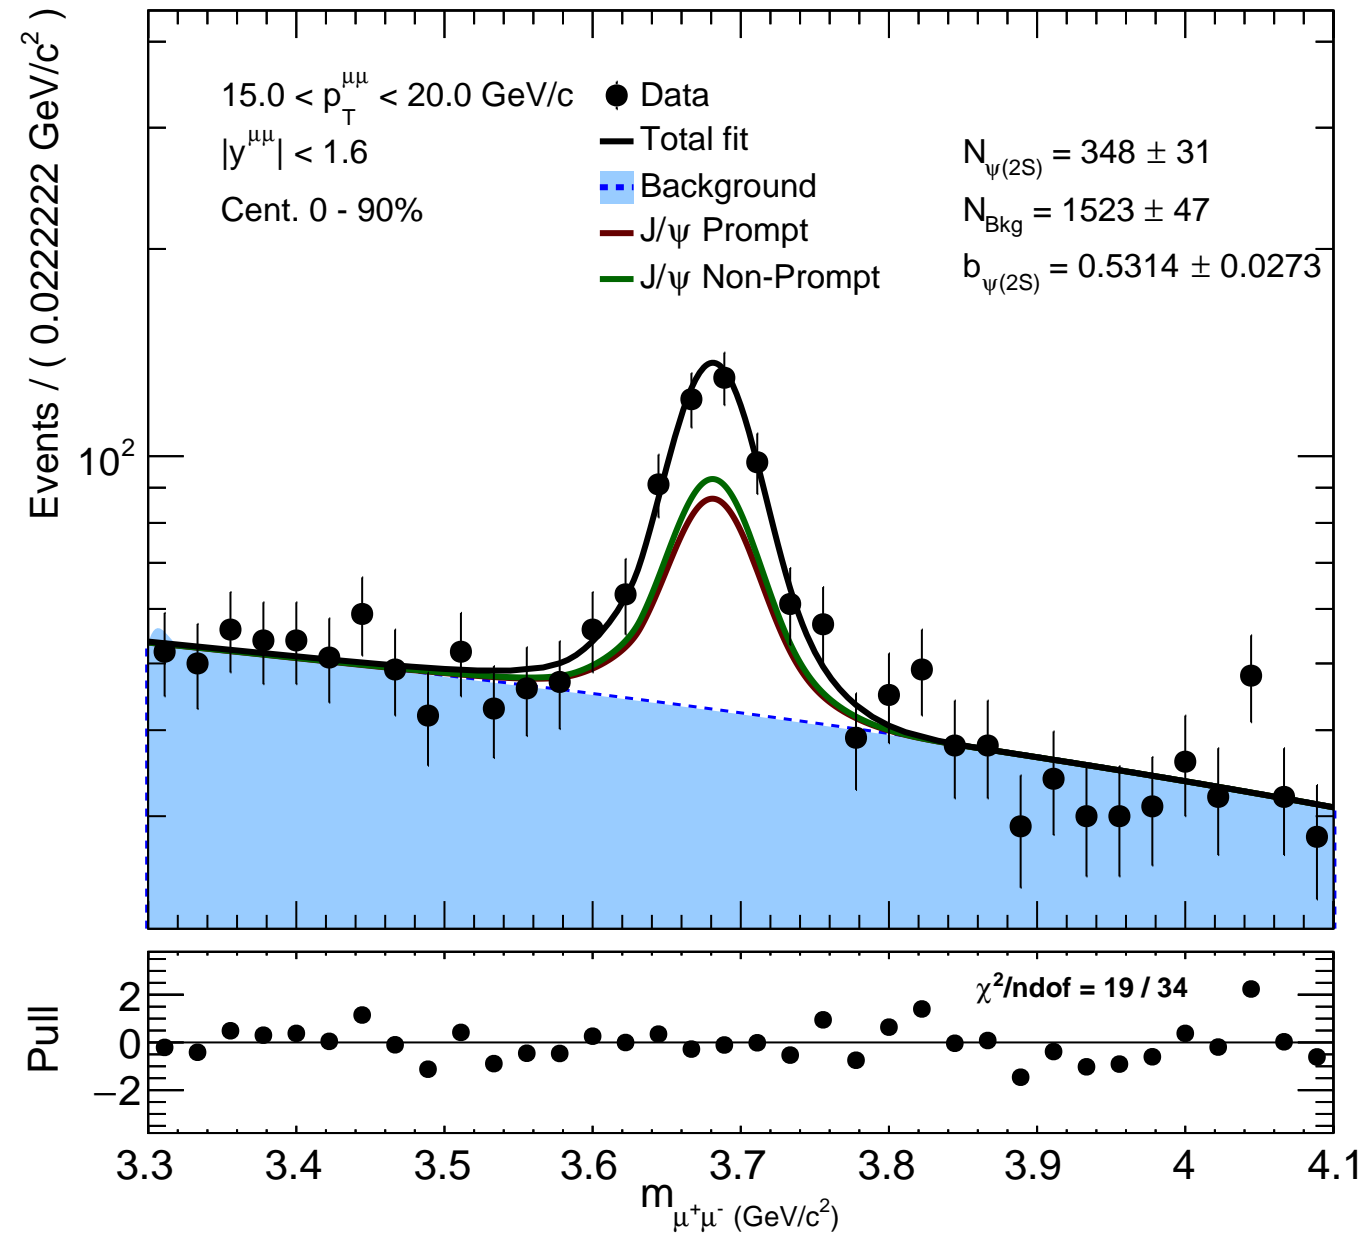 Events / ( 0.0222222 GeV/c²)
15.0 < p_T^μμ < 20.0 GeV/c
|y^μμ| < 1.6
Cent. 0 - 90%
Data
Total fit
Background
J/ψ Prompt
J/ψ Non-Prompt
N_ψ(2S) = 348 ± 31
N_Bkg = 1523 ± 47
b_ψ(2S) = 0.5314 ± 0.0273
10²
Pull
χ²/ndof = 19 / 34
2
0
−2
3.3 3.4 3.5 3.6 3.7 3.8 3.9 4 4.1
m_μ⁺μ⁻ (GeV/c²)